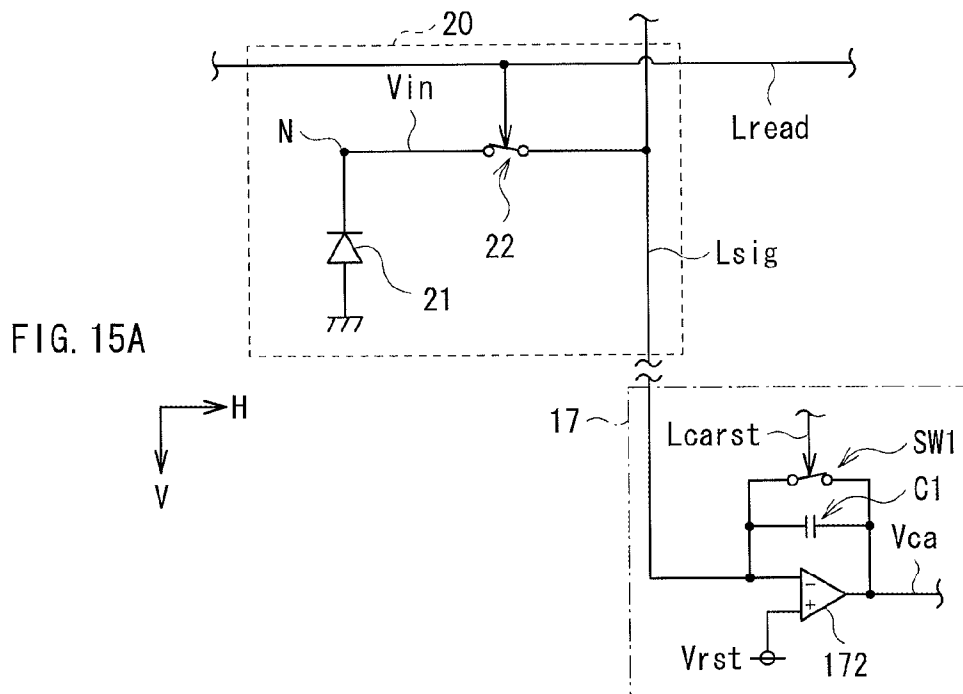 20
Vin
N
Lread
22
Lsig
21
FIG. 15A
H
V
17
Lcarst
SW1
C1
Vca
-
+
Vrst
172